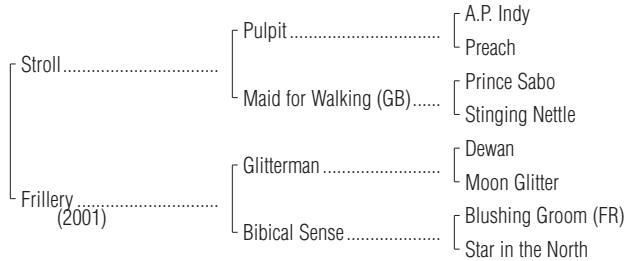 A.P. Indy
Pulpit
Preach
Stroll
Prince Sabo
Maid for Walking (GB)
Stinging Nettle
Dewan
Glitterman
Moon Glitter
Frillery
(2001)
Blushing Groom (FR)
Bibical Sense
Star in the North